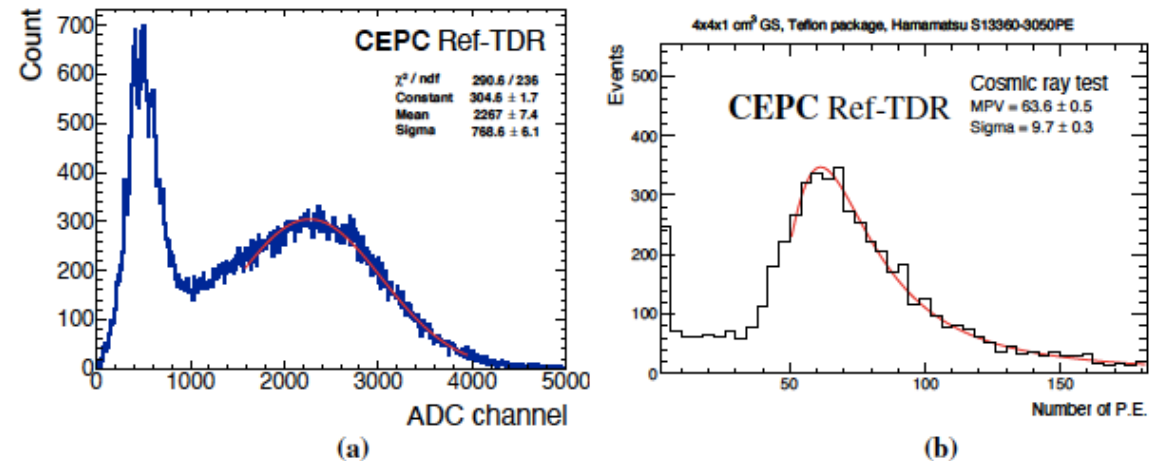 CEPC Ref-TDR
χ² / ndf 290.6 / 236
Constant 304.6 ± 1.7
Mean 2267 ± 7.4
Sigma 768.6 ± 6.1
Count
700
600
500
400
300
200
100
0
0 1000 2000 3000 4000 5000
ADC channel
(a)
4x4x1 cm³ GS, Teflon package, Hamamatsu S13360-3050PE
Cosmic ray test
MPV = 63.6 ± 0.5
Sigma = 9.7 ± 0.3
CEPC Ref-TDR
Events
500
400
300
200
100
0
50 100 150
Number of P.E.
(b)